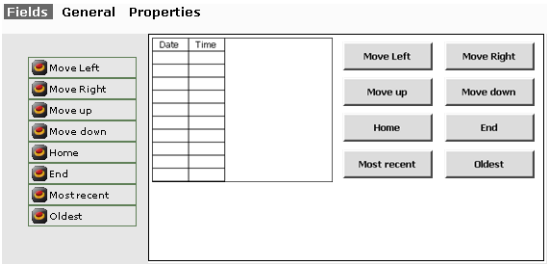 Fields General Properties
Move Left
Move Right
Move up
Move down
Home
End
Most recent
Oldest
Date Time
Move Left Move Right
Move up Move down
Home End
Most recent Oldest